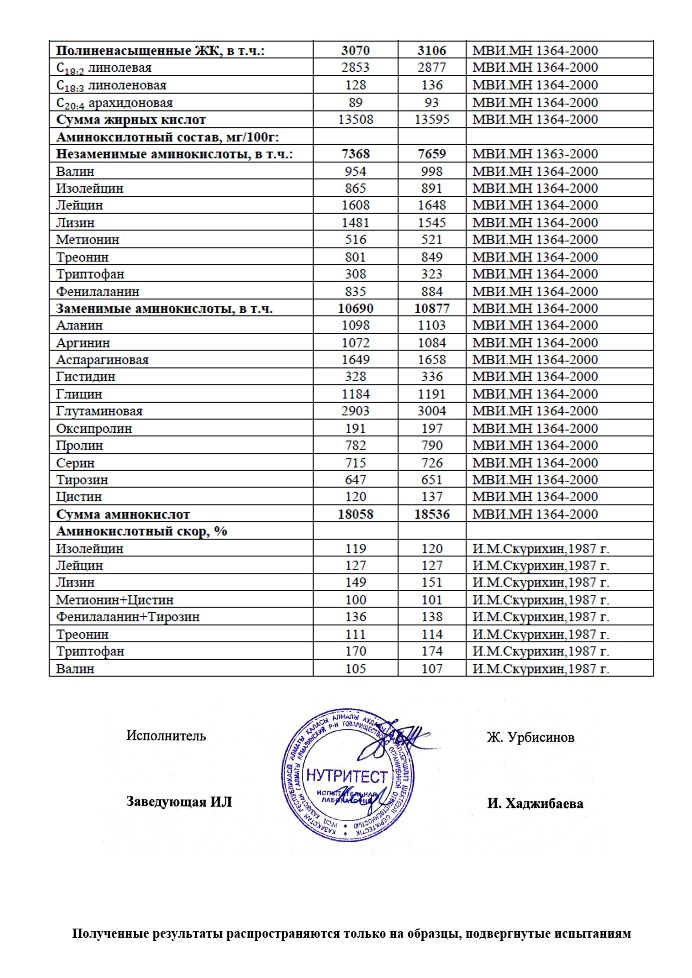 Полиненасыщенные ЖК, в т.ч.: 3070 3106 МВИ.МН 1364-2000
C18:2 линолевая 2853 2877 МВИ.МН 1364-2000
C18:3 линоленовая 128 136 МВИ.МН 1364-2000
C20:4 арахидоновая 89 93 МВИ.МН 1364-2000
Сумма жирных кислот 13508 13595 МВИ.МН 1364-2000
Аминоксилотный состав, мг/100г:
Незаменимые аминокислоты, в т.ч.: 7368 7659 МВИ.МН 1363-2000
Валин 954 998 МВИ.МН 1364-2000
Изолейцин 865 891 МВИ.МН 1364-2000
Лейцин 1608 1648 МВИ.МН 1364-2000
Лизин 1481 1545 МВИ.МН 1364-2000
Метионин 516 521 МВИ.МН 1364-2000
Треонин 801 849 МВИ.МН 1364-2000
Триптофан 308 323 МВИ.МН 1364-2000
Фенилаланин 835 884 МВИ.МН 1364-2000
Заменимые аминокислоты, в т.ч. 10690 10877 МВИ.МН 1364-2000
Аланин 1098 1103 МВИ.МН 1364-2000
Аргинин 1072 1084 МВИ.МН 1364-2000
Аспарагиновая 1649 1658 МВИ.МН 1364-2000
Гистидин 328 336 МВИ.МН 1364-2000
Глицин 1184 1191 МВИ.МН 1364-2000
Глутаминовая 2903 3004 МВИ.МН 1364-2000
Оксипролин 191 197 МВИ.МН 1364-2000
Пролин 782 790 МВИ.МН 1364-2000
Серин 715 726 МВИ.МН 1364-2000
Тирозин 647 651 МВИ.МН 1364-2000
Цистин 120 137 МВИ.МН 1364-2000
Сумма аминокислот 18058 18536 МВИ.МН 1364-2000
Аминокислотный скор, %
Изолейцин 119 120 И.М.Скурихин,1987 г.
Лейцин 127 127 И.М.Скурихин,1987 г.
Лизин 149 151 И.М.Скурихин,1987 г.
Метионин+Цистин 100 101 И.М.Скурихин,1987 г.
Фенилаланин+Тирозин 136 138 И.М.Скурихин,1987 г.
Треонин 111 114 И.М.Скурихин,1987 г.
Триптофан 170 174 И.М.Скурихин,1987 г.
Валин 105 107 И.М.Скурихин,1987 г.
Исполнитель Ж. Урбисинов
НУТРИТЕСТ
ИСПЫТАТЕЛЬНАЯ
ЛАБОРАТОРИЯ
Заведующая ИЛ И. Хаджибаева
Полученные результаты распространяются только на образцы, подвергнутые испытаниям